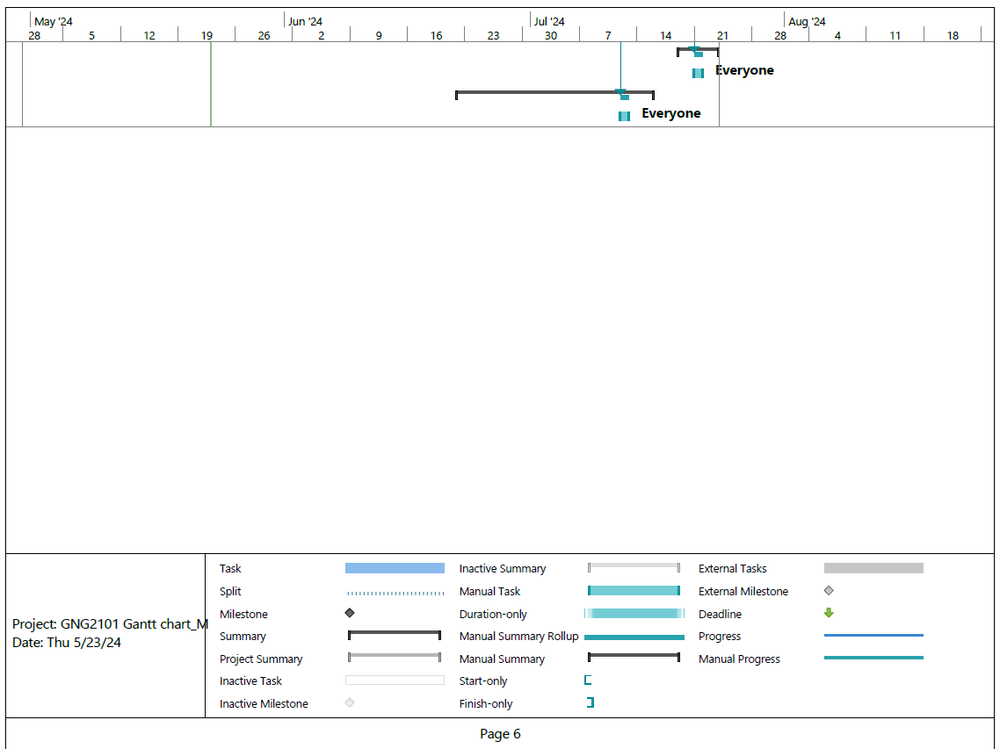 May '24 Jun '24 Jul '24 Aug '24
28 5 12 19 26 2 9 16 23 30 7 14 21 28 4 11 18
Everyone
Everyone
Task Inactive Summary External Tasks
Split Manual Task External Milestone
Milestone Duration-only Deadline
Project: GNG2101 Gantt chart_M
Summary Manual Summary Rollup Progress
Date: Thu 5/23/24
Project Summary Manual Summary Manual Progress
Inactive Task Start-only
Inactive Milestone Finish-only
Page 6